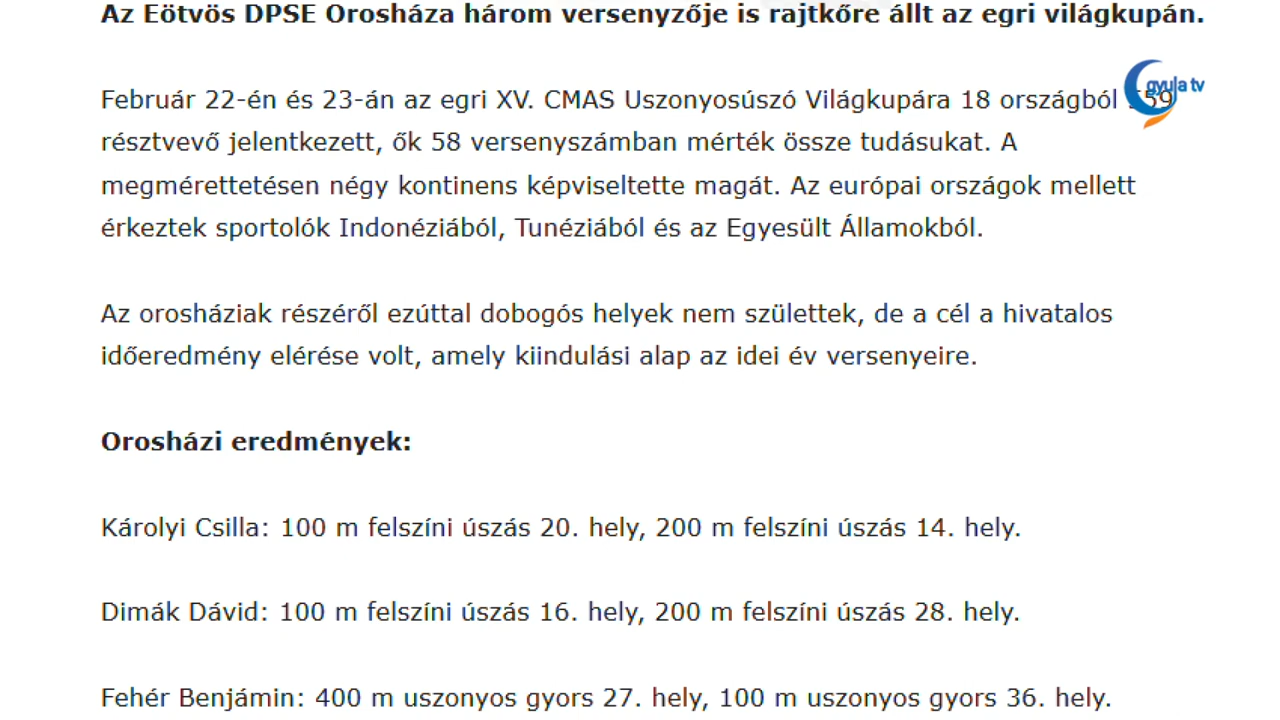 Az Eötvös DPSE Orosháza három versenyzője is rajtkőre állt az egri világkupán.
Február 22-én és 23-án az egri XV. CMAS Uszonyosúszó Világkupára 18 országból
gyula tv
résztvevő jelentkezett, ők 58 versenyszámban mérték össze tudásukat. A
megmérettetésen négy kontinens képviseltette magát. Az európai országok mellett
érkeztek sportolók Indonéziából, Tunéziából és az Egyesült Államokból.
Az orosháziak részéről ezúttal dobogós helyek nem születtek, de a cél a hivatalos
időeredmény elérése volt, amely kiindulási alap az idei év versenyeire.
Orosházi eredmények:
Károlyi Csilla: 100 m felszíni úszás 20. hely, 200 m felszíni úszás 14. hely.
Dimák Dávid: 100 m felszíni úszás 16. hely, 200 m felszíni úszás 28. hely.
Fehér Benjámin: 400 m uszonyos gyors 27. hely, 100 m uszonyos gyors 36. hely.